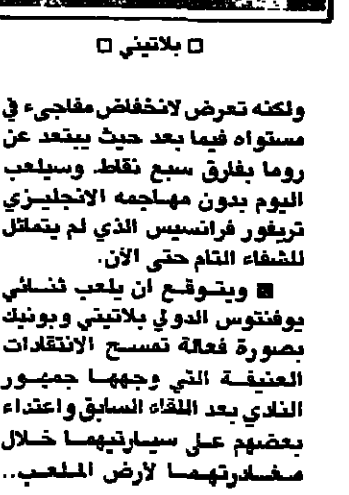 □ بلاتيني □
ولكنه تعرض لانخفاض مفاجىء في
مستواه فيما بعد حيث يبتعد عن
روما بفارق سبع نقاط. وسيلعب
اليوم بدون مهاجمه الانجليزي
تريفور فرانسيس الذي لم يتماثل
للشفاء التام حتى الآن.
■ ويتوقع ان يلعب ثنائي
يوفنتوس الدولي بلاتيني وبونيك
بصورة فعالة تمسح الانتقادات
العنيفة التي وجهها جمهور
النادي بعد اللقاء السابق واعتداء
بعضهم على سيارتيهما خلال
مغادرتهما لأرض الملعب..